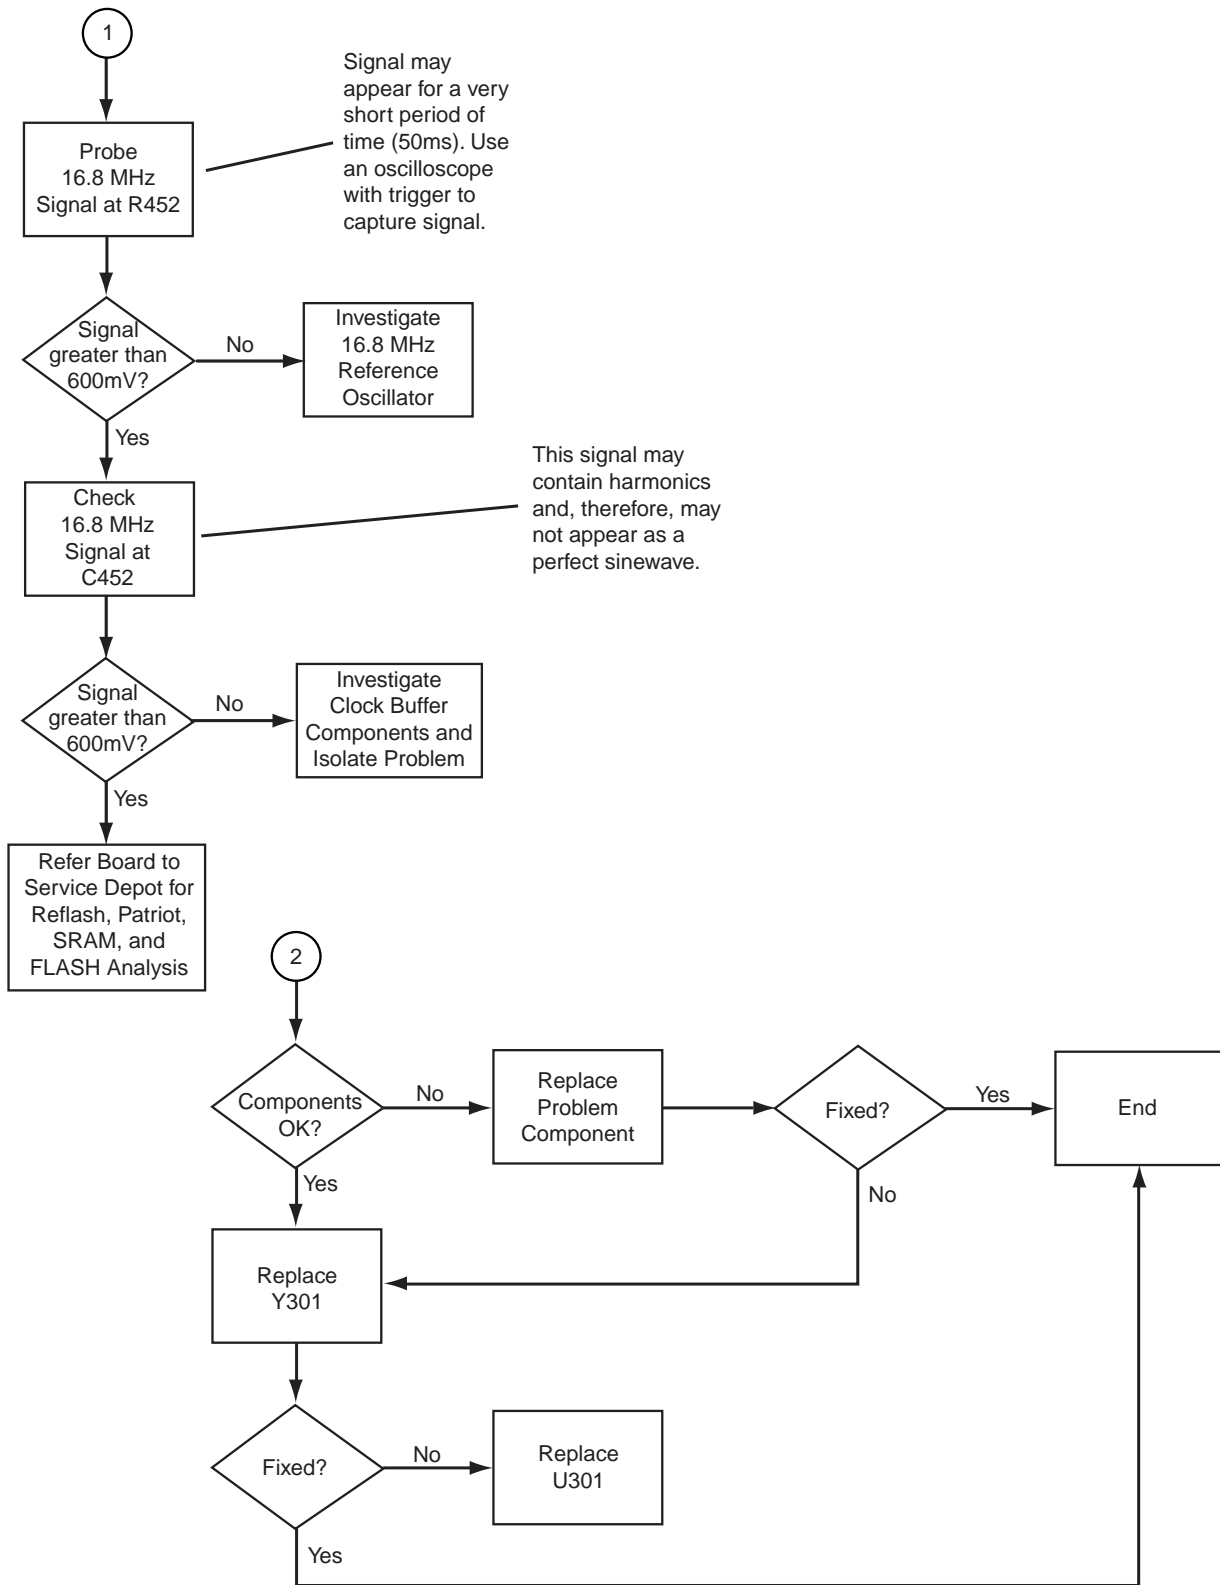 1
Signal may
appear for a very
short period of
time (50ms). Use
an oscilloscope
with trigger to
capture signal.
Probe
16.8 MHz
Signal at R452
Signal
greater than
600mV?
No
Investigate
16.8 MHz
Reference
Oscillator
Yes
Check
16.8 MHz
Signal at
C452
This signal may
contain harmonics
and, therefore, may
not appear as a
perfect sinewave.
Signal
greater than
600mV?
No
Investigate
Clock Buffer
Components and
Isolate Problem
Yes
Refer Board to
Service Depot for
Reflash, Patriot,
SRAM, and
FLASH Analysis
2
Components
OK?
No
Replace
Problem
Component
Fixed?
Yes
End
Yes
No
Replace
Y301
Fixed?
No
Replace
U301
Yes